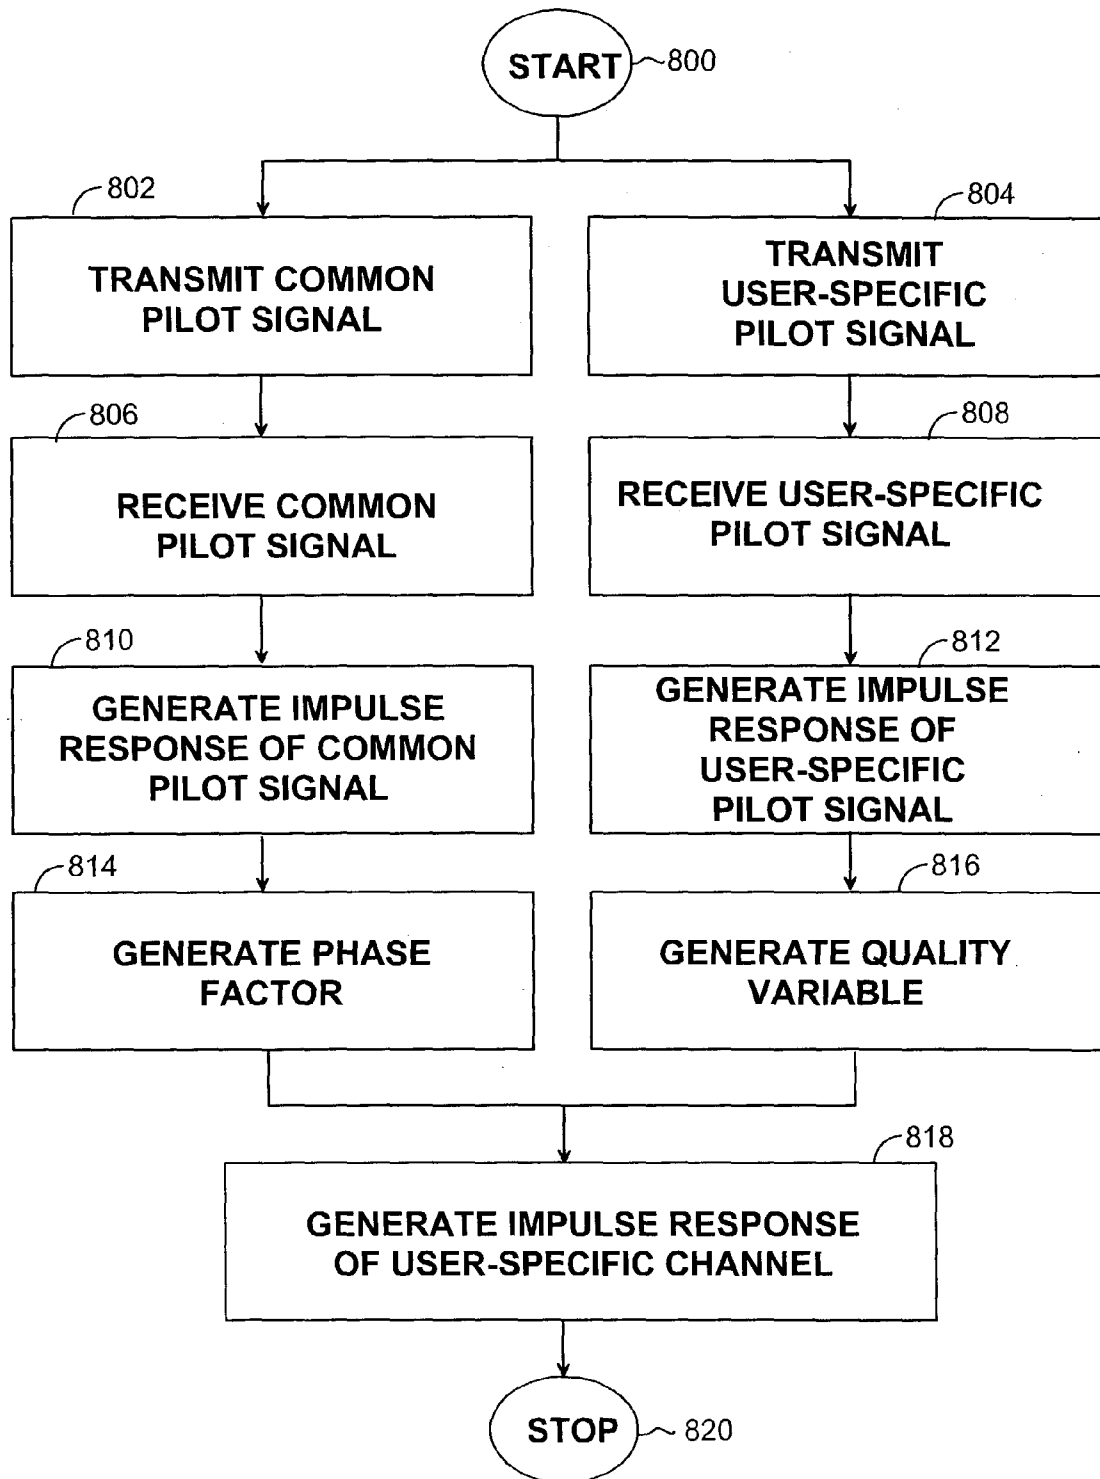 START
800
802
TRANSMIT COMMON
PILOT SIGNAL
804
TRANSMIT
USER-SPECIFIC
PILOT SIGNAL
806
RECEIVE COMMON
PILOT SIGNAL
808
RECEIVE USER-SPECIFIC
PILOT SIGNAL
810
GENERATE IMPULSE
RESPONSE OF COMMON
PILOT SIGNAL
812
GENERATE IMPULSE
RESPONSE OF
USER-SPECIFIC
PILOT SIGNAL
814
GENERATE PHASE
FACTOR
816
GENERATE QUALITY
VARIABLE
818
GENERATE IMPULSE RESPONSE
OF USER-SPECIFIC CHANNEL
STOP
820